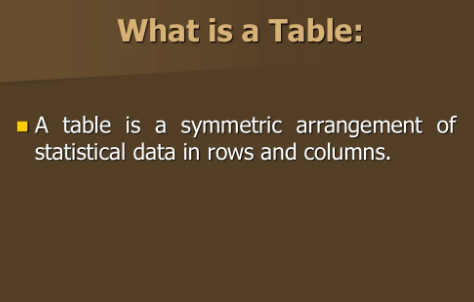 What is a Table:
A table is a symmetric arrangement of
statistical data in rows and columns.